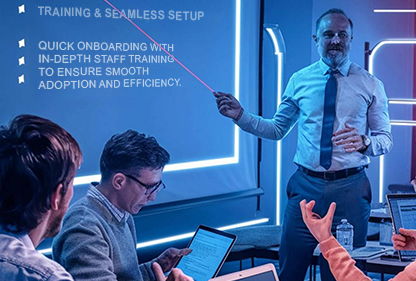 TRAINING & SEAMLESS SETUP
QUICK ONBOARDING WITH
IN-DEPTH STAFF TRAINING
TO ENSURE SMOOTH
ADOPTION AND EFFICIENCY.